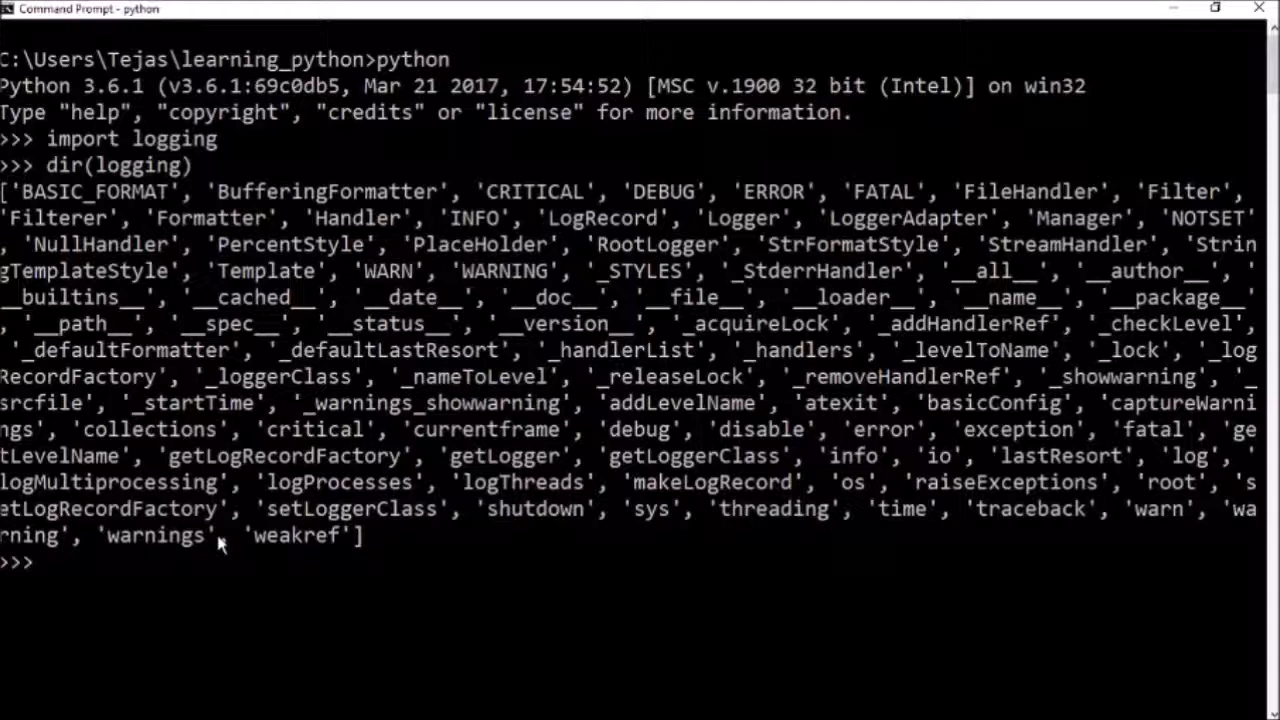 Command Prompt - python
C:\Users\Tejas\learning_python>python
Python 3.6.1 (v3.6.1:69c0db5, Mar 21 2017, 17:54:52) [MSC v.1900 32 bit (Intel)] on win32
Type "help", "copyright", "credits" or "license" for more information.
>>> import logging
>>> dir(logging)
['BASIC_FORMAT', 'BufferingFormatter', 'CRITICAL', 'DEBUG', 'ERROR', 'FATAL', 'FileHandler', 'Filter',
'Filterer', 'Formatter', 'Handler', 'INFO', 'LogRecord', 'Logger', 'LoggerAdapter', 'Manager', 'NOTSET'
, 'NullHandler', 'PercentStyle', 'PlaceHolder', 'RootLogger', 'StrFormatStyle', 'StreamHandler', 'Strin
gTemplateStyle', 'Template', 'WARN', 'WARNING', '_STYLES', '_StderrHandler', '__all__', '__author__', '
__builtins__', '__cached__', '__date__', '__doc__', '__file__', '__loader__', '__name__', '__package__'
, '__path__', '__spec__', '__status__', '__version__', '_acquireLock', '_addHandlerRef', '_checkLevel',
'_defaultFormatter', '_defaultLastResort', '_handlerList', '_handlers', '_levelToName', '_lock', '_log
RecordFactory', '_loggerClass', '_nameToLevel', '_releaseLock', '_removeHandlerRef', '_showwarning', '_
srcfile', '_startTime', '_warnings_showwarning', 'addLevelName', 'atexit', 'basicConfig', 'captureWarni
ngs', 'collections', 'critical', 'currentframe', 'debug', 'disable', 'error', 'exception', 'fatal', 'ge
tLevelName', 'getLogRecordFactory', 'getLogger', 'getLoggerClass', 'info', 'io', 'lastResort', 'log', '
logMultiprocessing', 'logProcesses', 'logThreads', 'makeLogRecord', 'os', 'raiseExceptions', 'root', 's
etLogRecordFactory', 'setLoggerClass', 'shutdown', 'sys', 'threading', 'time', 'traceback', 'warn', 'wa
rning', 'warnings', 'weakref']
>>>